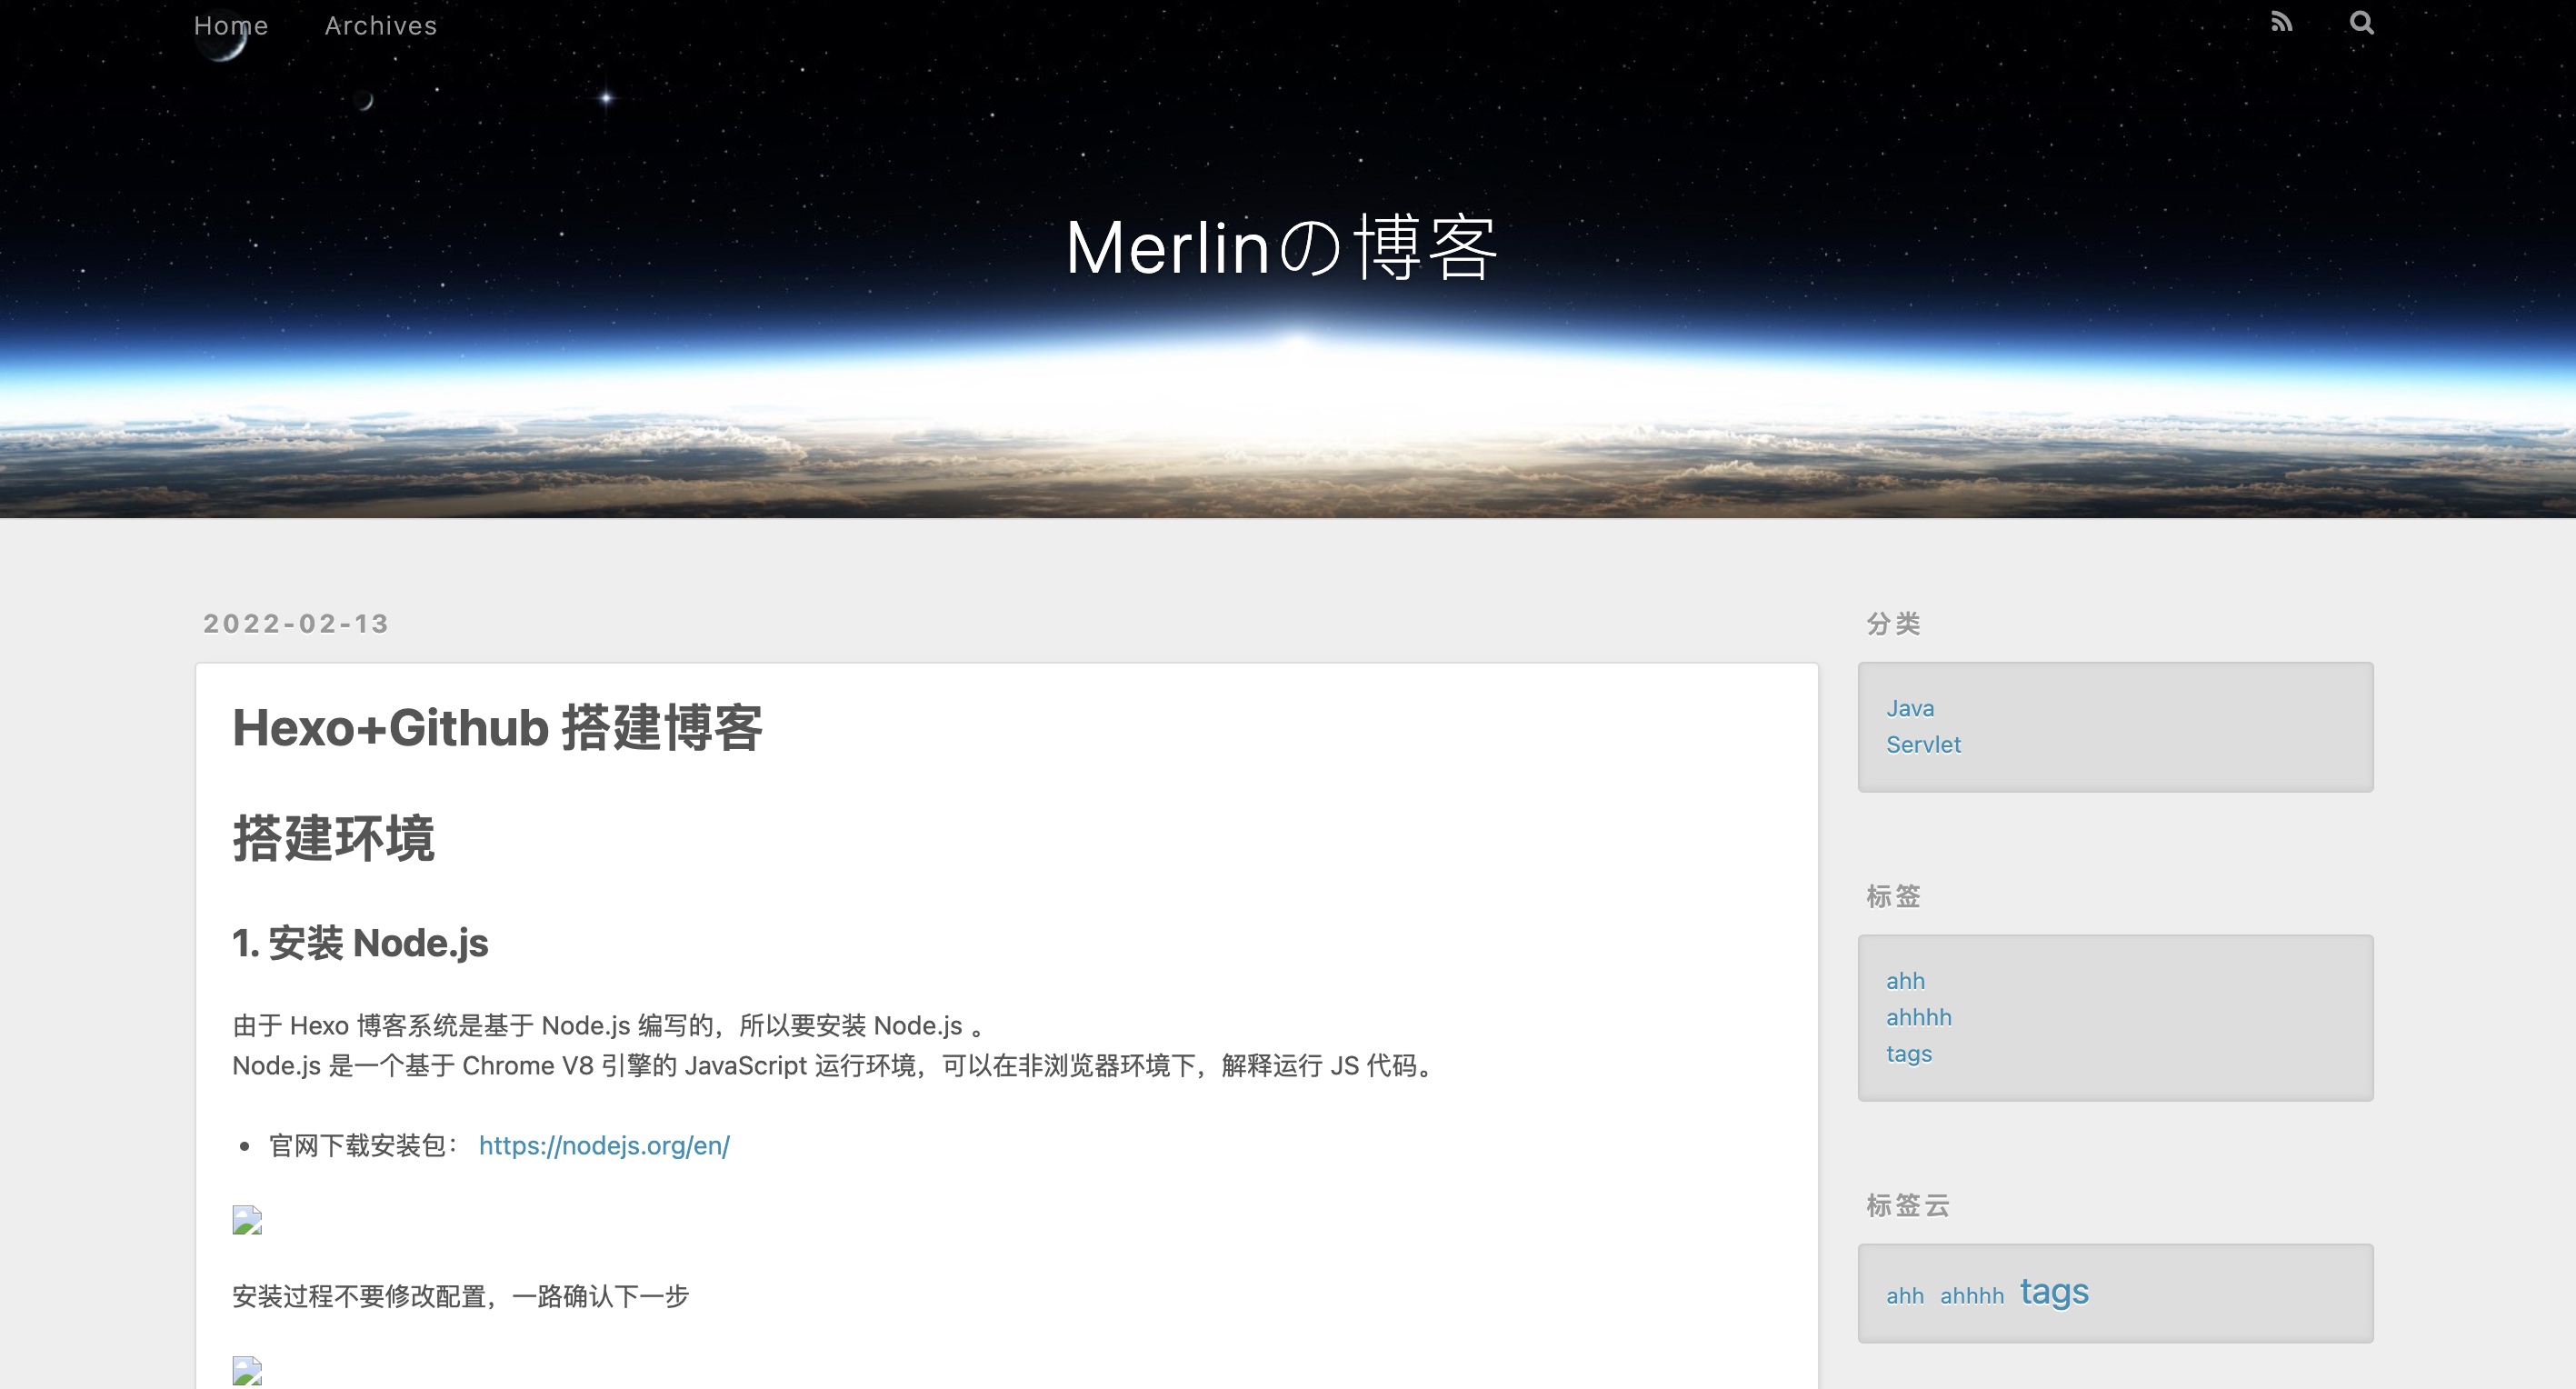 Home Archives
Merlinの博客
2022-02-13
Hexo+Github 搭建博客
搭建环境
1. 安装 Node.js
由于 Hexo 博客系统是基于 Node.js 编写的，所以要安装 Node.js 。
Node.js 是一个基于 Chrome V8 引擎的 JavaScript 运行环境，可以在非浏览器环境下，解释运行 JS 代码。
• 官网下载安装包： https://nodejs.org/en/
安装过程不要修改配置，一路确认下一步
分类
Java
Servlet
标签
ahh
ahhhh
tags
标签云
ahh ahhhh tags